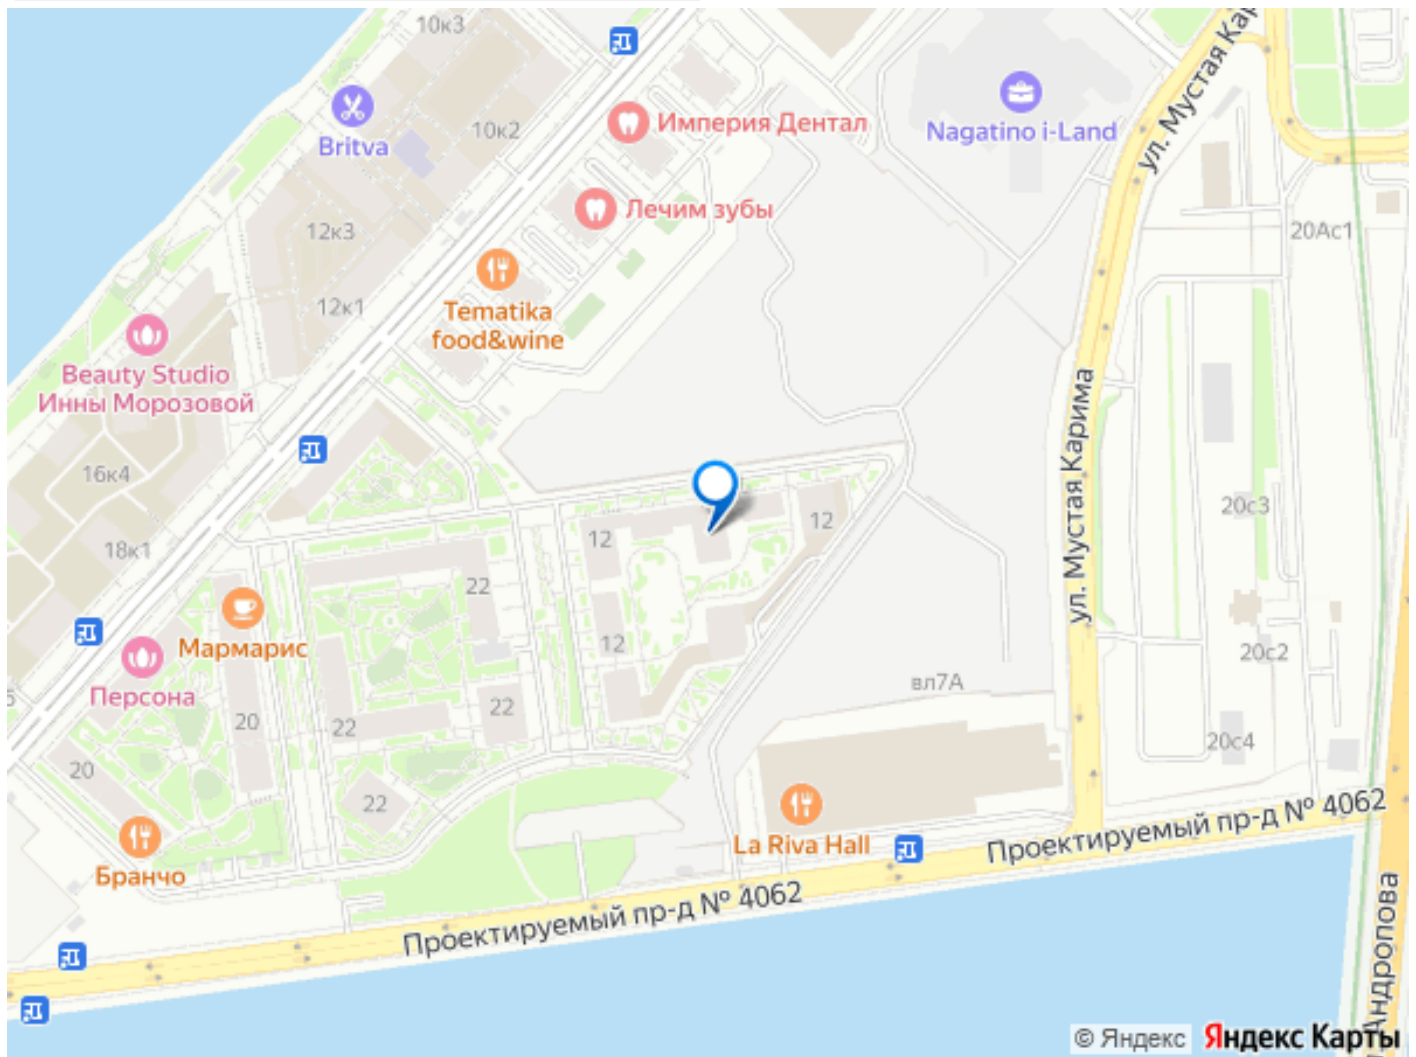 10к3
Britva
10к2
Империя Дентал
Nagatino i-Land
ул. Мустая Кар
Лечим зубы
12к3
20Ас1
12к1
Tematika
food&wine
Beauty Studio
Инны Морозовой
16к4
18к1
12
12
20с3
ул. Мустая Карима
22
12
Мармарис
20с2
Персона
вл7А
22
20
22
20с4
20
22
La Riva Hall
Проектируемый пр-д № 4062
Бранчо
Проектируемый пр-д № 4062
Андропова
© Яндекс
Яндекс Карты